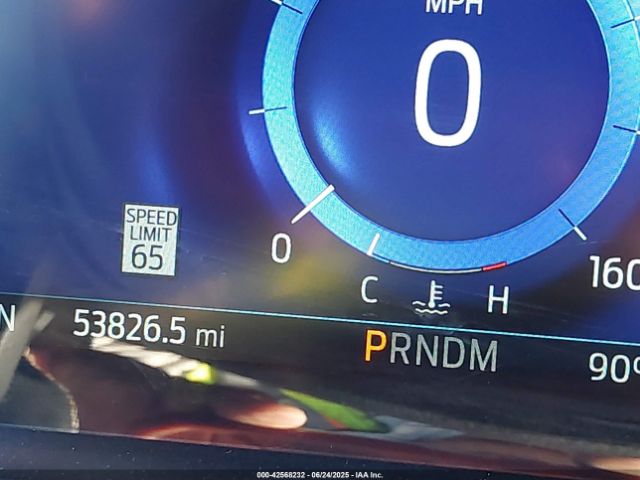 MPH
0
SPEED
LIMIT
65
0
160
C
H
N
53826.5 mi
PRNDM
90°
000-42568232 - 06/24/2025 - IAA Inc.